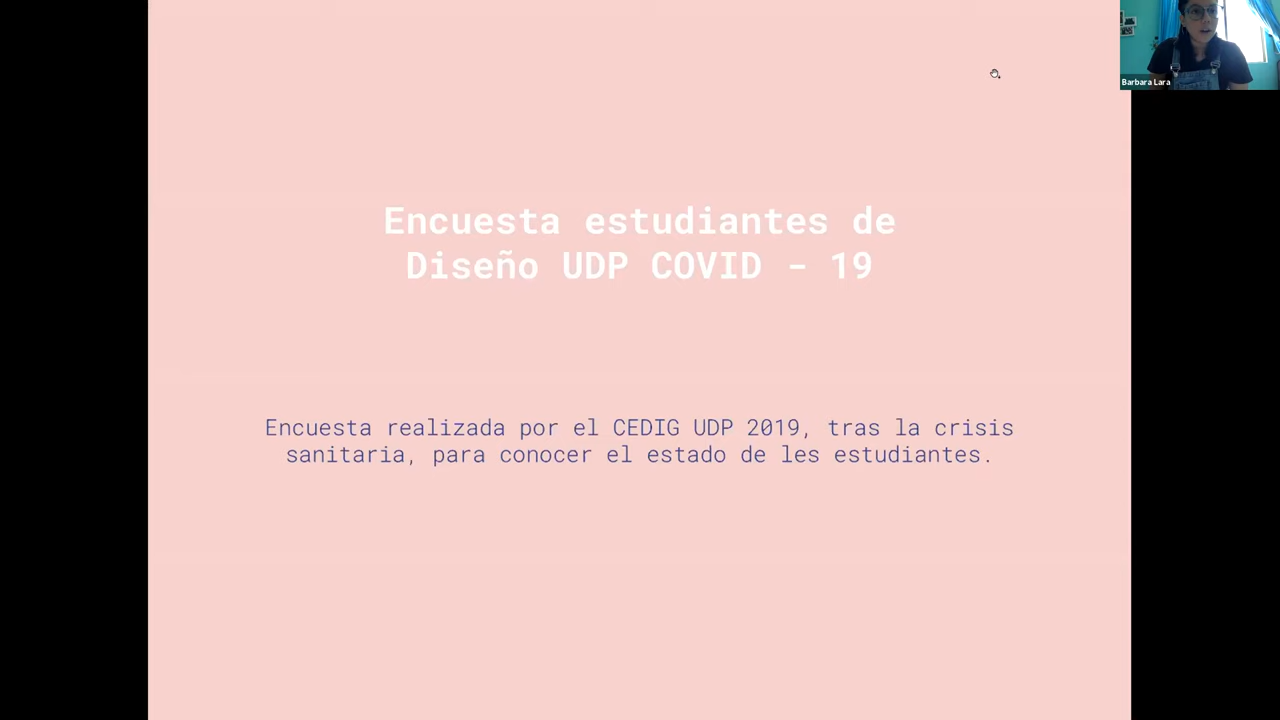 Barbara Lara
Encuesta estudiantes de
Diseño UDP COVID - 19
Encuesta realizada por el CEDIG UDP 2019, tras la crisis
sanitaria, para conocer el estado de les estudiantes.